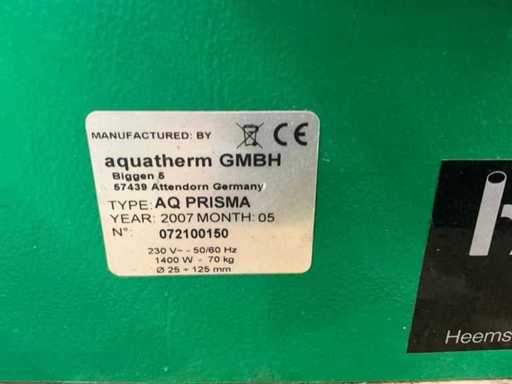 MANUFACTURED: BY
CE
aquatherm GMBH
Biggen 5
57439 Attendorn Germany
TYPE: AQ PRISMA
YEAR: 2007 MONTH: 05
N°: 072100150
230 V~ - 50/60 Hz
1400 W - 70 kg
Ø 25 ÷ 125 mm
Heems